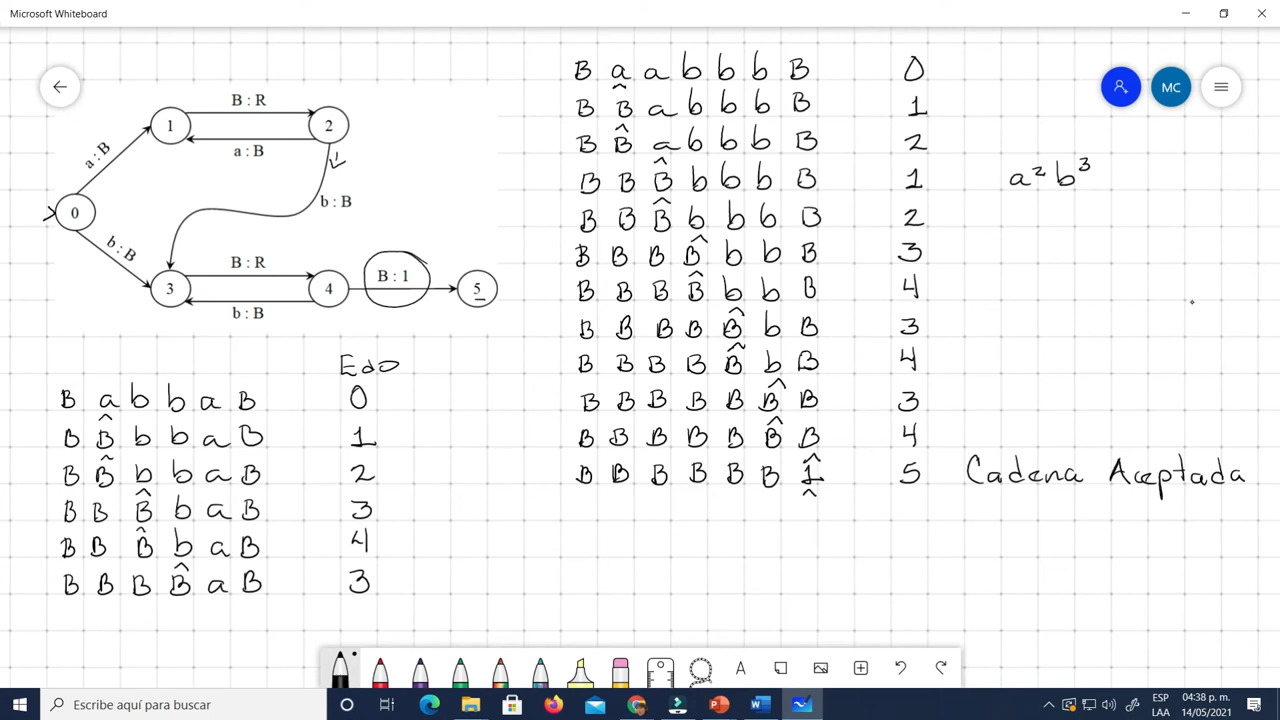 Microsoft Whiteboard
MC
B : R
1
2
a : B
a : B
b : B
0
b : B
B : R
B : 1
3
4
5
b : B
Edo
B a b b a B 0
B B b b a B 1
B B b b a B 2
B B B b a B 3
B B B b a B 4
B B B B a B 3
B a a b b b B 0
B B a b b b B 1
B B a b b b B 2
B B B b b b B 1
B B B b b b B 2
B B B B b b B 3
B B B B b b B 4
B B B B B b B 3
B B B B B b B 4
B B B B B B B 3
B B B B B B B 4
B B B B B B 1 5 Cadena Aceptada
a² b³
Escribe aquí para buscar
ESP
LAA
04:38 p. m.
14/05/2021